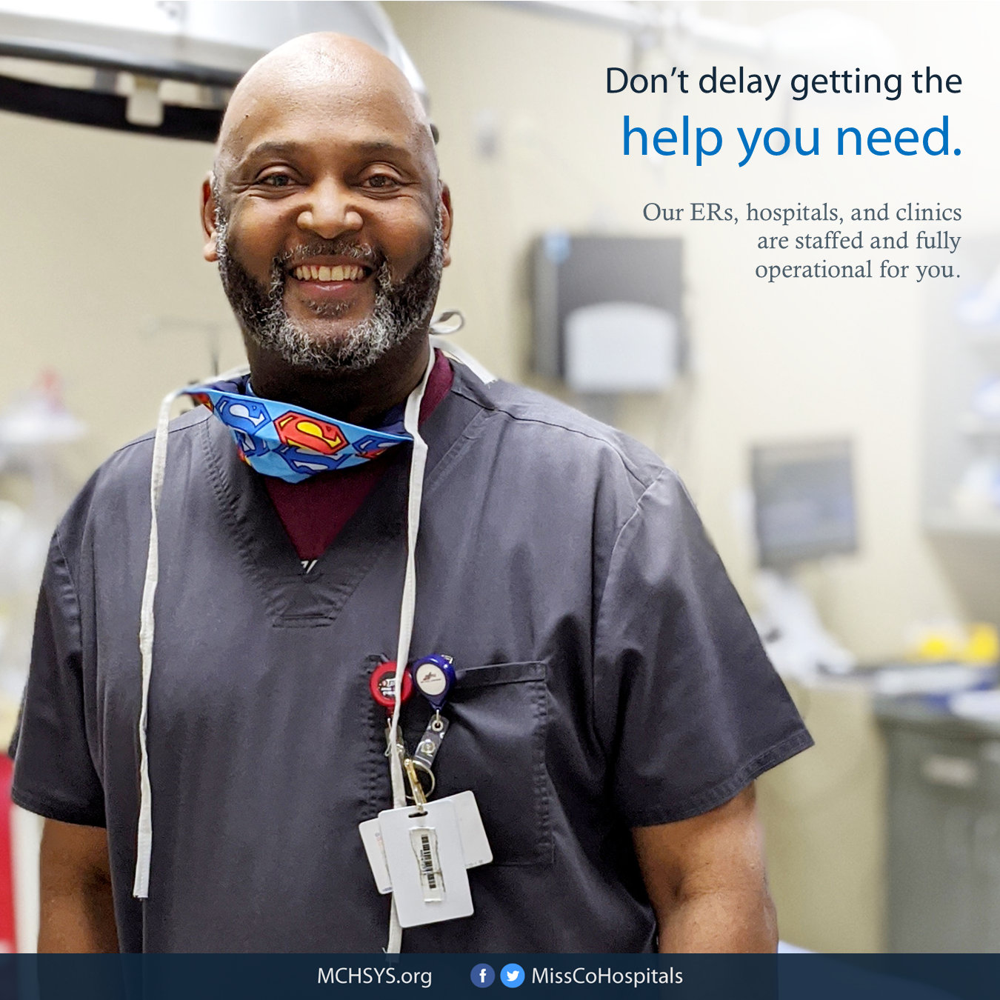 Don’t delay getting the
help you need.
Our ERs, hospitals, and clinics
are staffed and fully
operational for you.
MCHSYS.org
MissCoHospitals